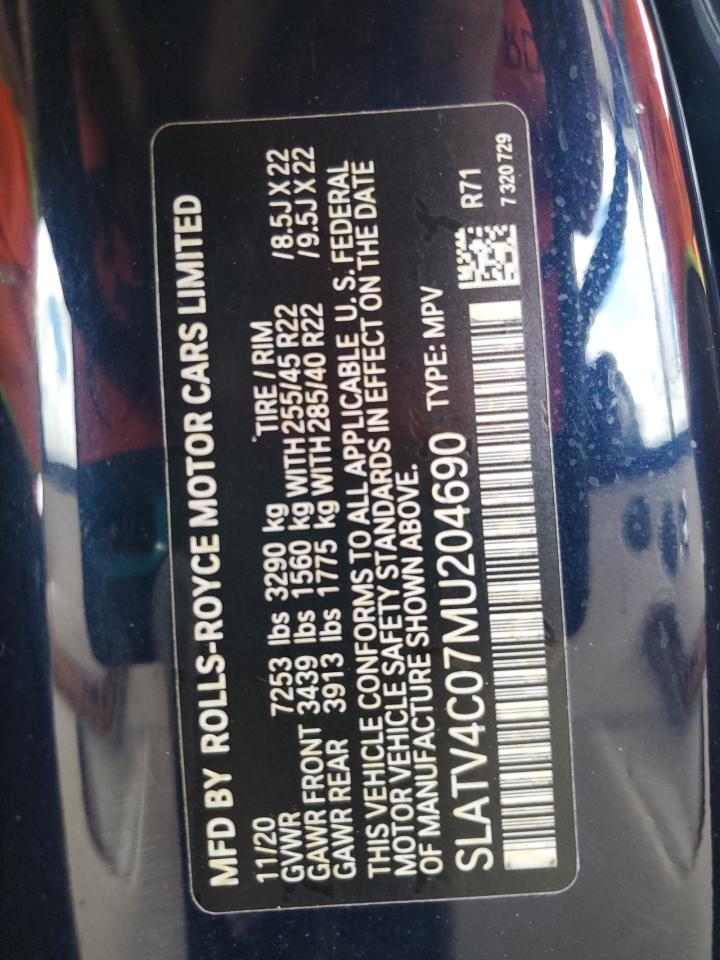 MFD BY ROLLS-ROYCE MOTOR CARS LIMITED
11/20
GVWR 7253 lbs 3290 kg TIRE / RIM
GAWR FRONT 3439 lbs 1560 kg WITH 255/45 R22 / 8.5J X 22
GAWR REAR 3913 lbs 1775 kg WITH 285/40 R22 / 9.5J X 22
THIS VEHICLE CONFORMS TO ALL APPLICABLE U. S. FEDERAL
MOTOR VEHICLE SAFETY STANDARDS IN EFFECT ON THE DATE
OF MANUFACTURE SHOWN ABOVE.
SLATV4C07MU204690 TYPE: MPV
R71
7 320 729